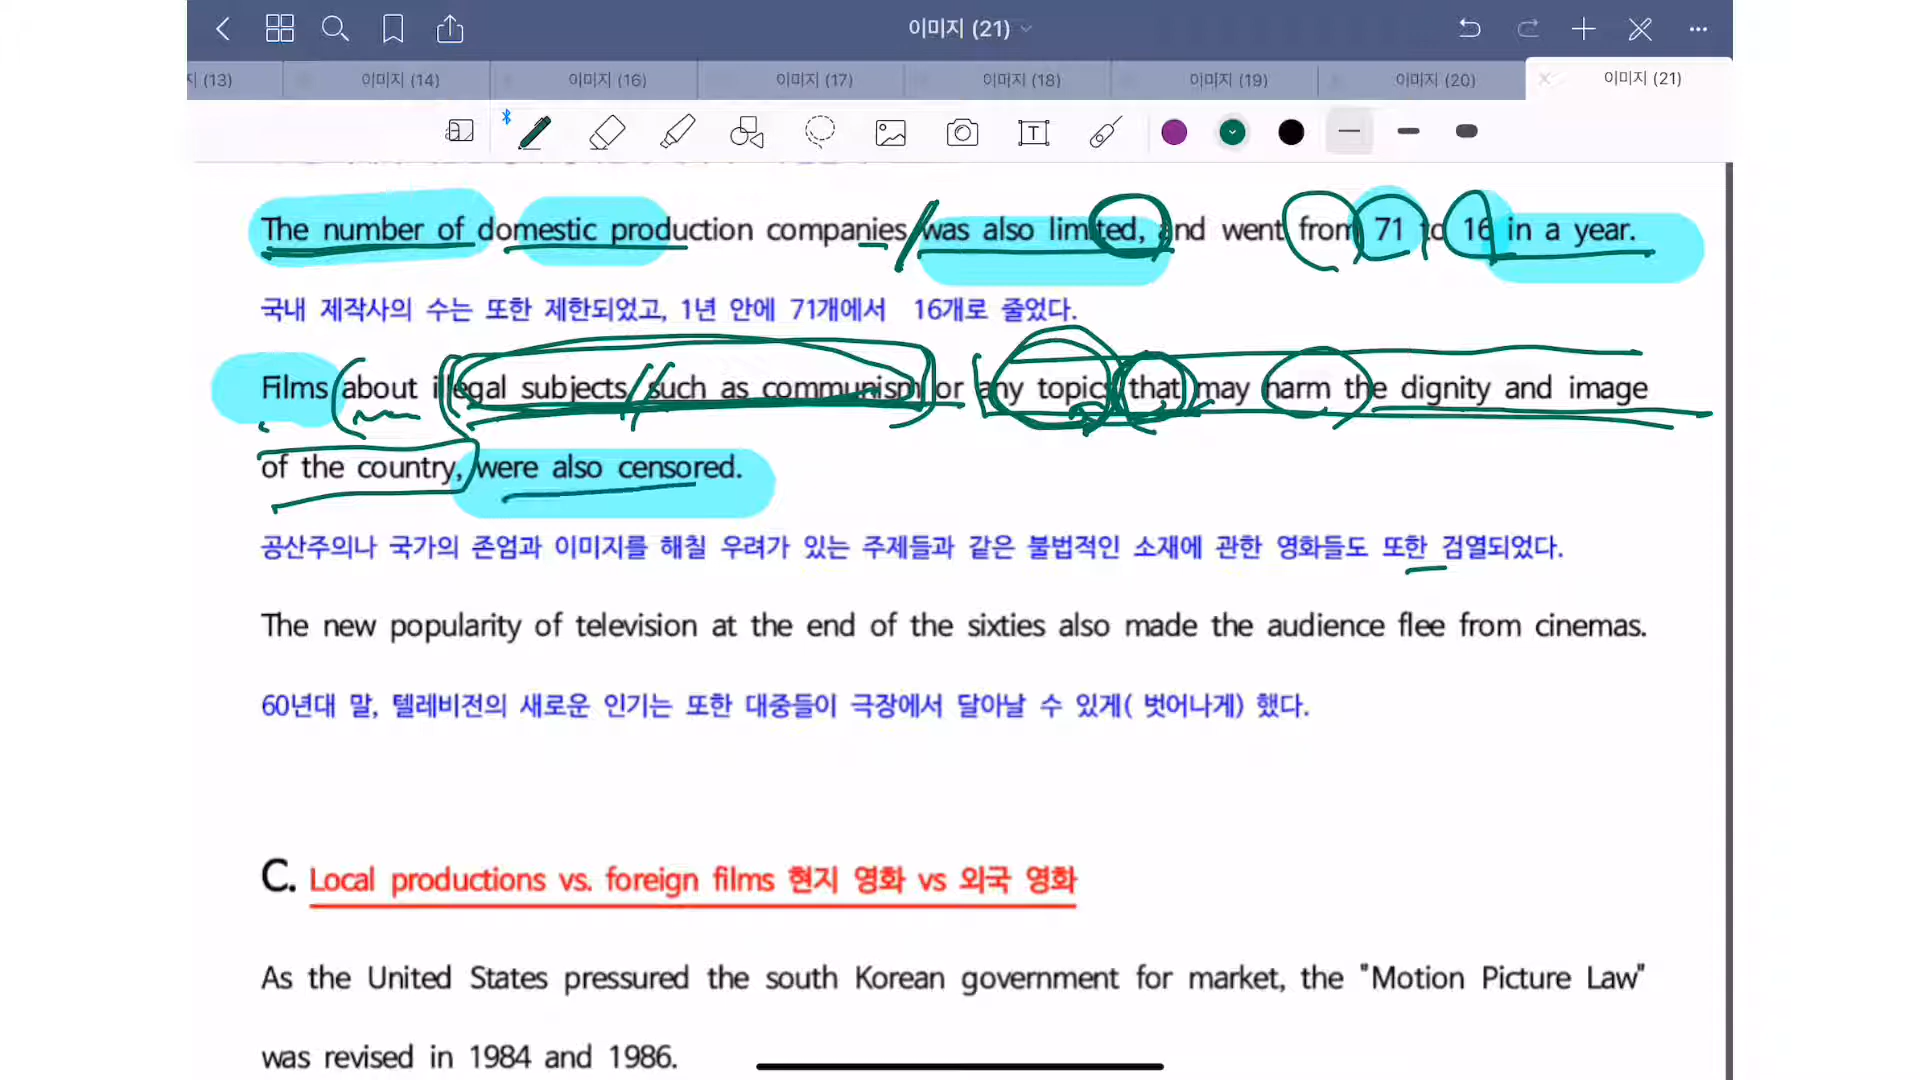 이미지 (21)
이미지 (14)
이미지 (16)
이미지 (17)
이미지 (18)
이미지 (19)
이미지 (20)
이미지 (21)
The number of domestic production companies was also limited, and went from 71 to 16 in a year.
국내 제작사의 수는 또한 제한되었고, 1년 안에 71개에서 16개로 줄었다.
Films about illegal subjects such as communism or any topics that may harm the dignity and image
of the country, were also censored.
공산주의나 국가의 존엄과 이미지를 해칠 우려가 있는 주제들과 같은 불법적인 소재에 관한 영화들도 또한 검열되었다.
The new popularity of television at the end of the sixties also made the audience flee from cinemas.
60년대 말, 텔레비전의 새로운 인기는 또한 대중들이 극장에서 달아날 수 있게( 벗어나게) 했다.
C. Local productions vs. foreign films 현지 영화 vs 외국 영화
As the United States pressured the south Korean government for market, the "Motion Picture Law"
was revised in 1984 and 1986.